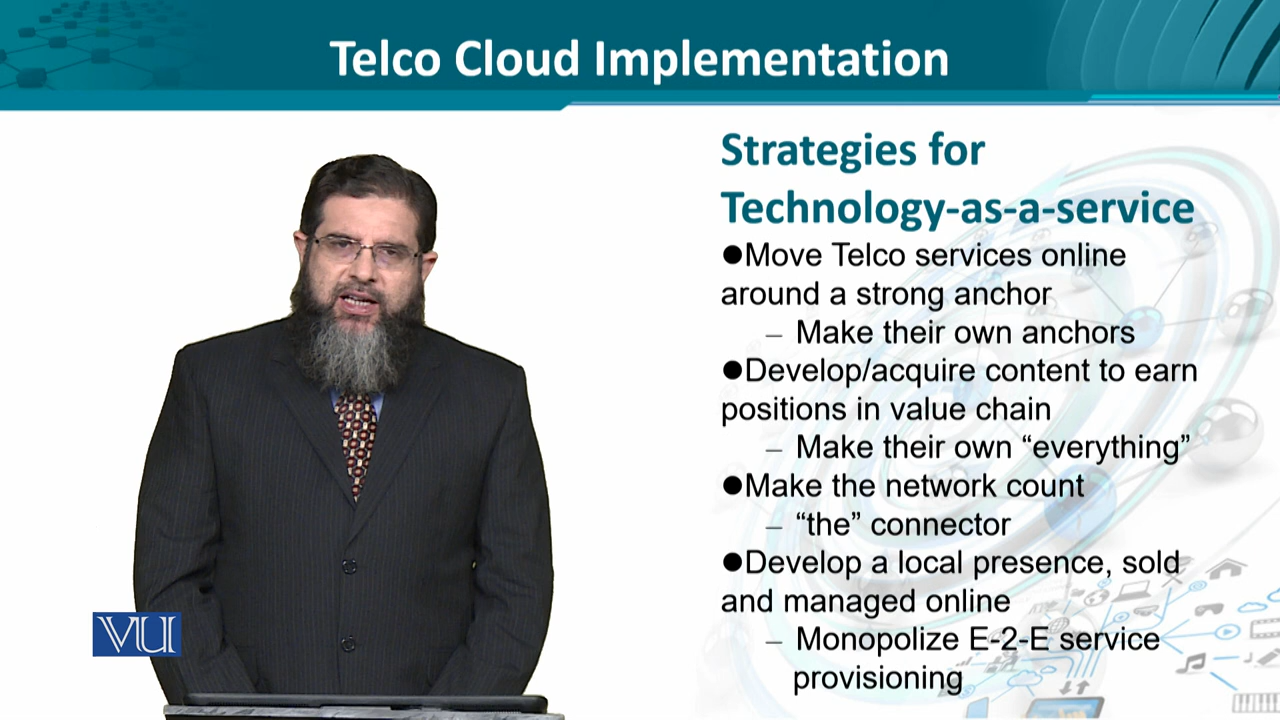 Telco Cloud Implementation
Strategies for
Technology-as-a-service
●Move Telco services online
around a strong anchor
– Make their own anchors
●Develop/acquire content to earn
positions in value chain
– Make their own “everything”
●Make the network count
– “the” connector
●Develop a local presence, sold
and managed online
– Monopolize E-2-E service
provisioning
VU